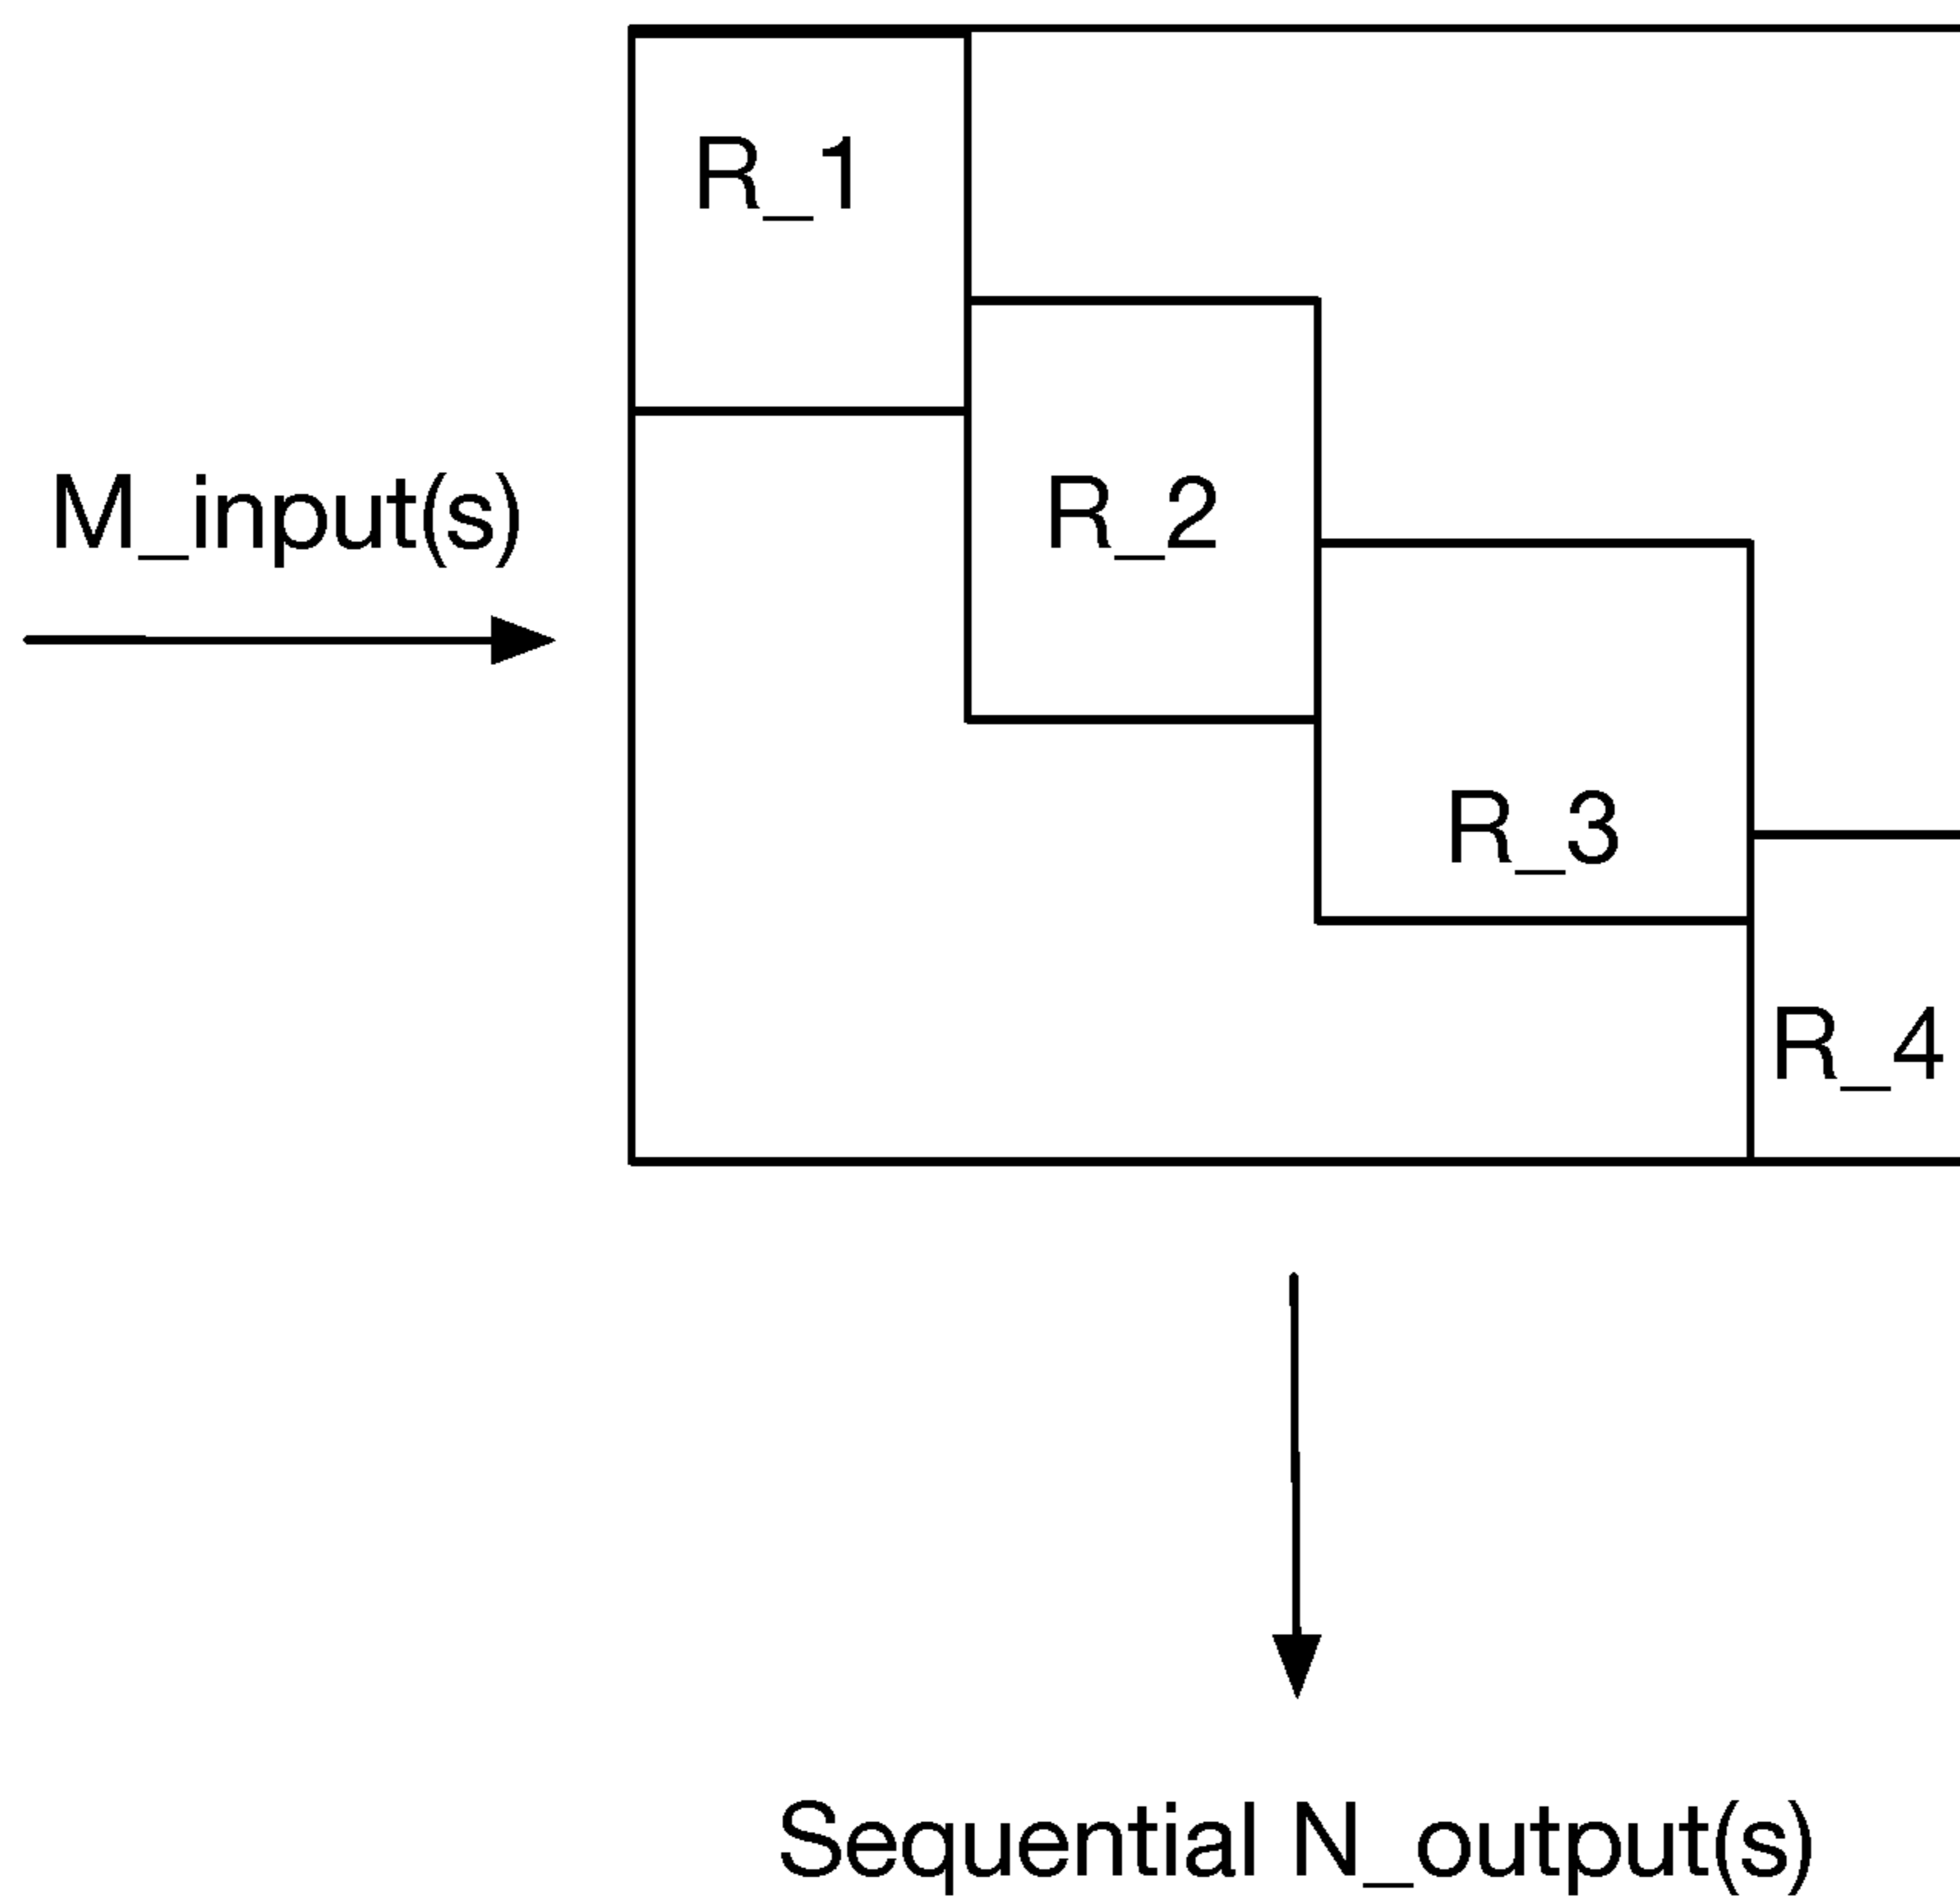 R_1
M_input(s)
R_2
R_3
R_4
Sequential N_output(s)